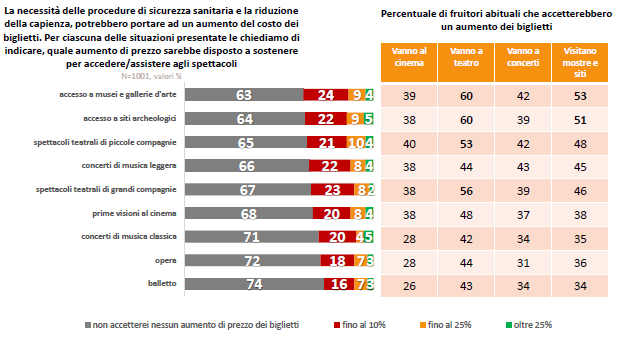 La necessità delle procedure di sicurezza sanitaria e la riduzione
della capienza, potrebbero portare ad un aumento del costo dei
biglietti. Per ciascuna delle situazioni presentate le chiediamo di
indicare, quale aumento di prezzo sarebbe disposto a sostenere
per accedere/assistere agli spettacoli
N=1001, valori %
Percentuale di fruitori abituali che accetterebbero
un aumento dei biglietti
Vanno al cinema Vanno a teatro Vanno a concerti Visitano mostre e siti
accesso a musei e gallerie d'arte 63 24 9 4 39 60 42 53
accesso a siti archeologici 64 22 9 5 38 60 39 51
spettacoli teatrali di piccole compagnie 65 21 10 4 40 53 42 48
concerti di musica leggera 66 22 8 4 38 44 43 45
spettacoli teatrali di grandi compagnie 67 23 8 2 38 56 39 46
prime visioni al cinema 68 20 8 4 38 48 37 38
concerti di musica classica 71 20 4 5 28 42 34 35
opera 72 18 7 3 28 44 31 36
balletto 74 16 7 3 26 43 34 34
non accetterei nessun aumento di prezzo dei biglietti fino al 10% fino al 25% oltre 25%